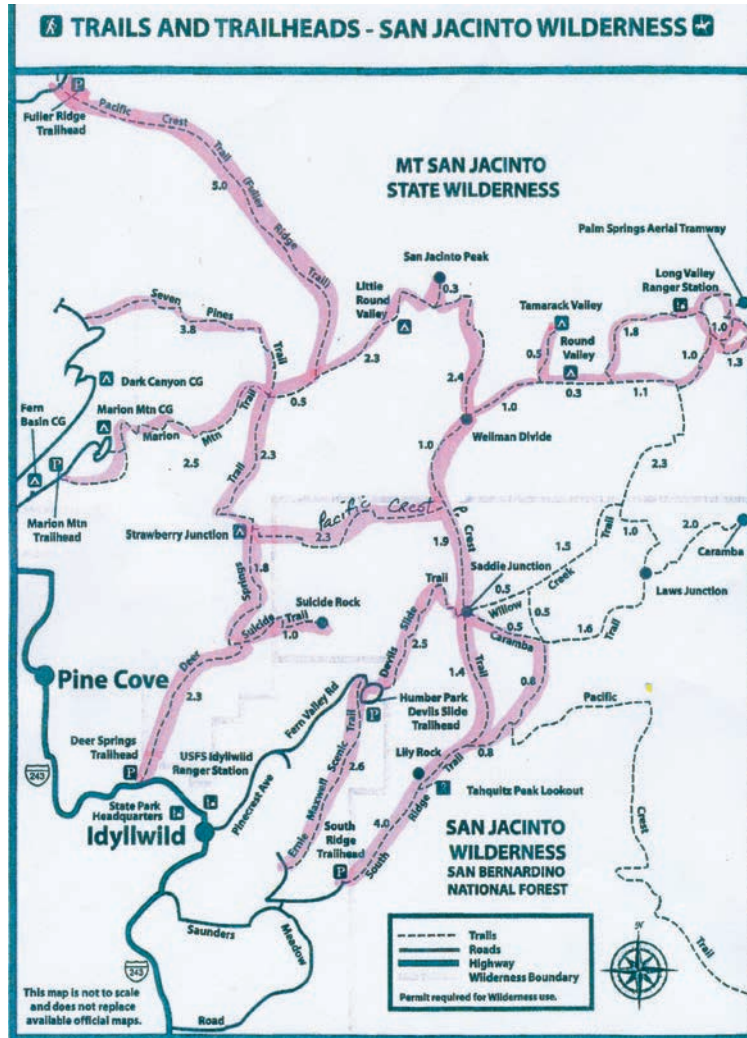 TRAILS AND TRAILHEADS - SAN JACINTO WILDERNESS
Fuller Ridge
Trailhead
Pacific Crest Trail (Fuller Ridge Trail)
5.0
MT SAN JACINTO
STATE WILDERNESS
Palm Springs Aerial Tramway
San Jacinto Peak
0.3
Long Valley
Ranger Station
Little
Round
Valley
Tamarack Valley
Round
Valley
Seven Pines Trail
3.8
2.3
0.5
1.8
1.0
1.0
1.3
Dark Canyon CG
2.4
1.0
0.3
1.1
Fern
Basin CG
Marion Mtn CG
Marion Mtn Trail
2.5
0.5
2.3
Wellman Divide
1.0
2.3
Marion Mtn
Trailhead
Trail
Strawberry Junction
Pacific Crest
2.3
P. Crest
1.9
Trail
1.5
1.0
2.0
Caramba
1.8
Springs
Saddle Junction
0.5
Willow Creek
0.5
0.5
Caramba
1.6
Trail
Laws Junction
Suicide Rock
Suicide Trail
1.0
Trail
Devils Slide
2.5
1.4
Trail
0.8
Pine Cove
Deer
2.3
Fern Valley Rd
Humber Park
Devils Slide
Trailhead
Pacific
Deer Springs
Trailhead
USFS Idyllwild
Ranger Station
243
State Park
Headquarters
Idyllwild
Pinecrest Ave
Ernie Maxwell Scenic Trail
2.6
Lily Rock
0.8
Tahquitz Peak Lookout
South
Ridge
Trailhead
4.0
South Ridge Trail
SAN JACINTO
WILDERNESS
SAN BERNARDINO
NATIONAL FOREST
Crest
Trail
Saunders
Meadow
Road
243
Trails
Roads
Highway
Wilderness Boundary
Permit required for Wilderness use.
N
This map is not to scale
and does not replace
available official maps.